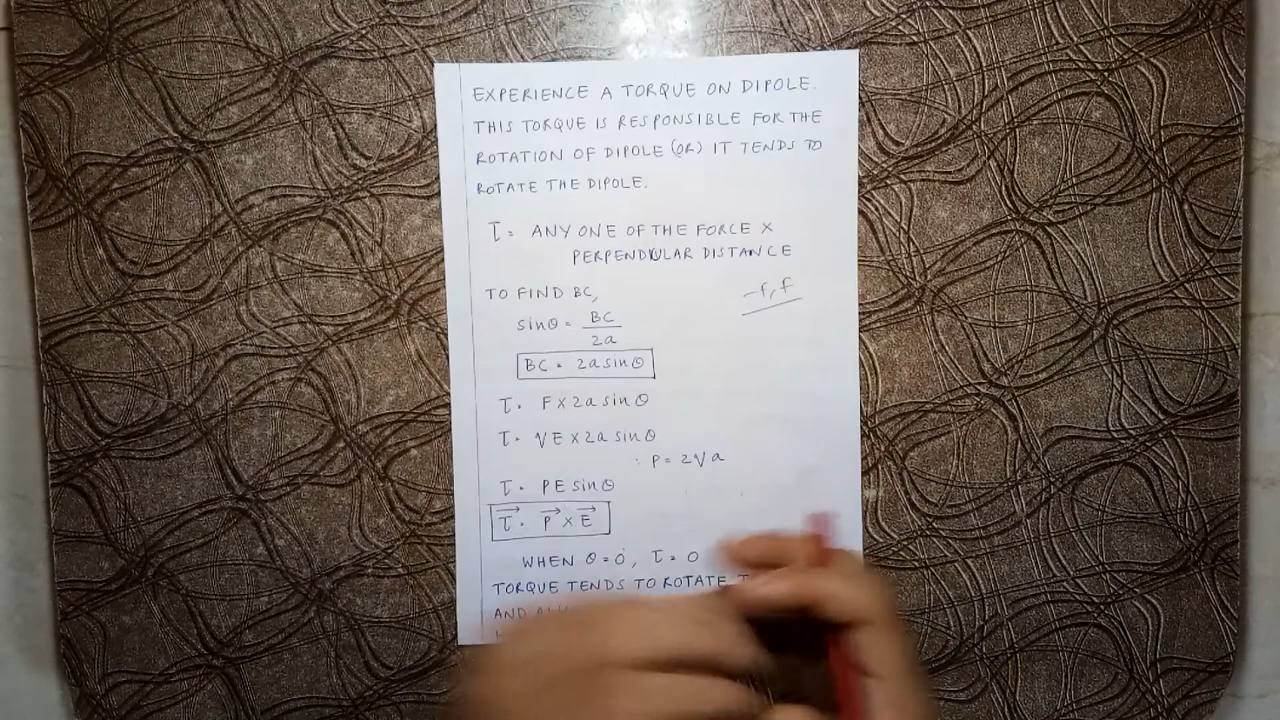 EXPERIENCE A TORQUE ON DIPOLE.
THIS TORQUE IS RESPONSIBLE FOR THE
ROTATION OF DIPOLE (OR) IT TENDS TO
ROTATE THE DIPOLE.
τ = ANY ONE OF THE FORCE X
PERPENDICULAR DISTANCE
TO FIND BC,
-f, f
sinθ = BC
2a
BC = 2a sinθ
τ = F X 2a sinθ
τ = qE X 2a sinθ
∴ P = 2qa
τ = PE sinθ
τ⃗ = P⃗ X E⃗
WHEN θ = 0°, τ = 0
TORQUE TENDS TO ROTATE
AND